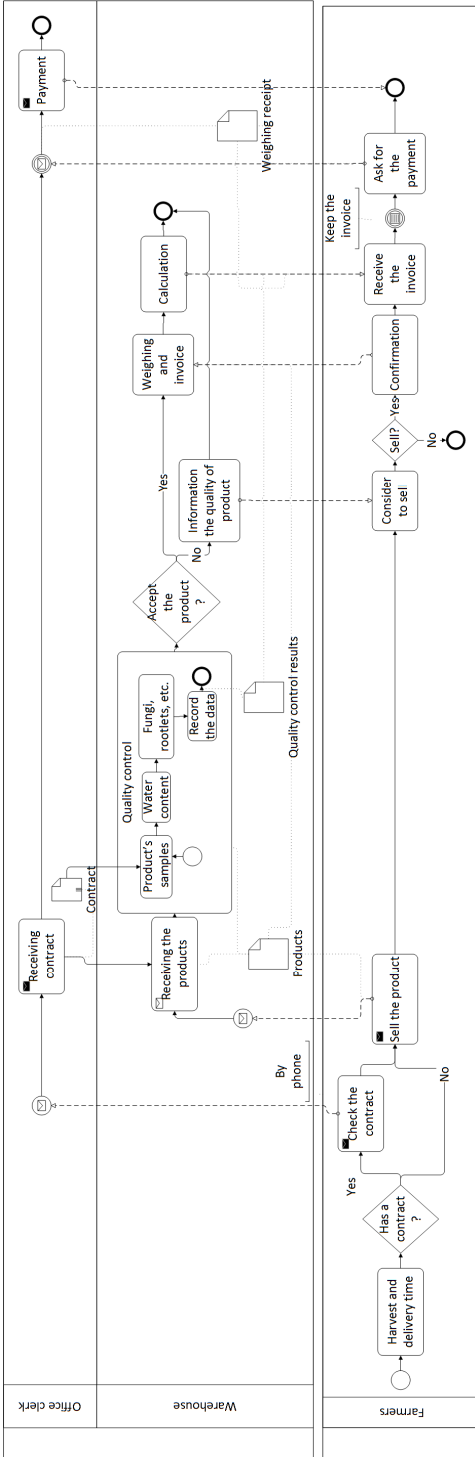 Office clerk
Receiving
contract
Payment
Contract
Weighing receipt
Warehouse
Receiving the
products
Quality control
Product's
samples
Water
content
Fungi,
rootlets, etc.
Record
the data
Accept
the
product
?
Yes
No
Information
the quality of
product
Weighing
and
invoice
Calculation
Products
Quality control results
By
phone
Farmers
Harvest and
delivery time
Has a
contract
?
Yes
No
Check the
contract
Sell the product
Consider
to sell
Sell?
Yes
No
Confirmation
Receive
the
invoice
Keep the
invoice
Ask for
the
payment